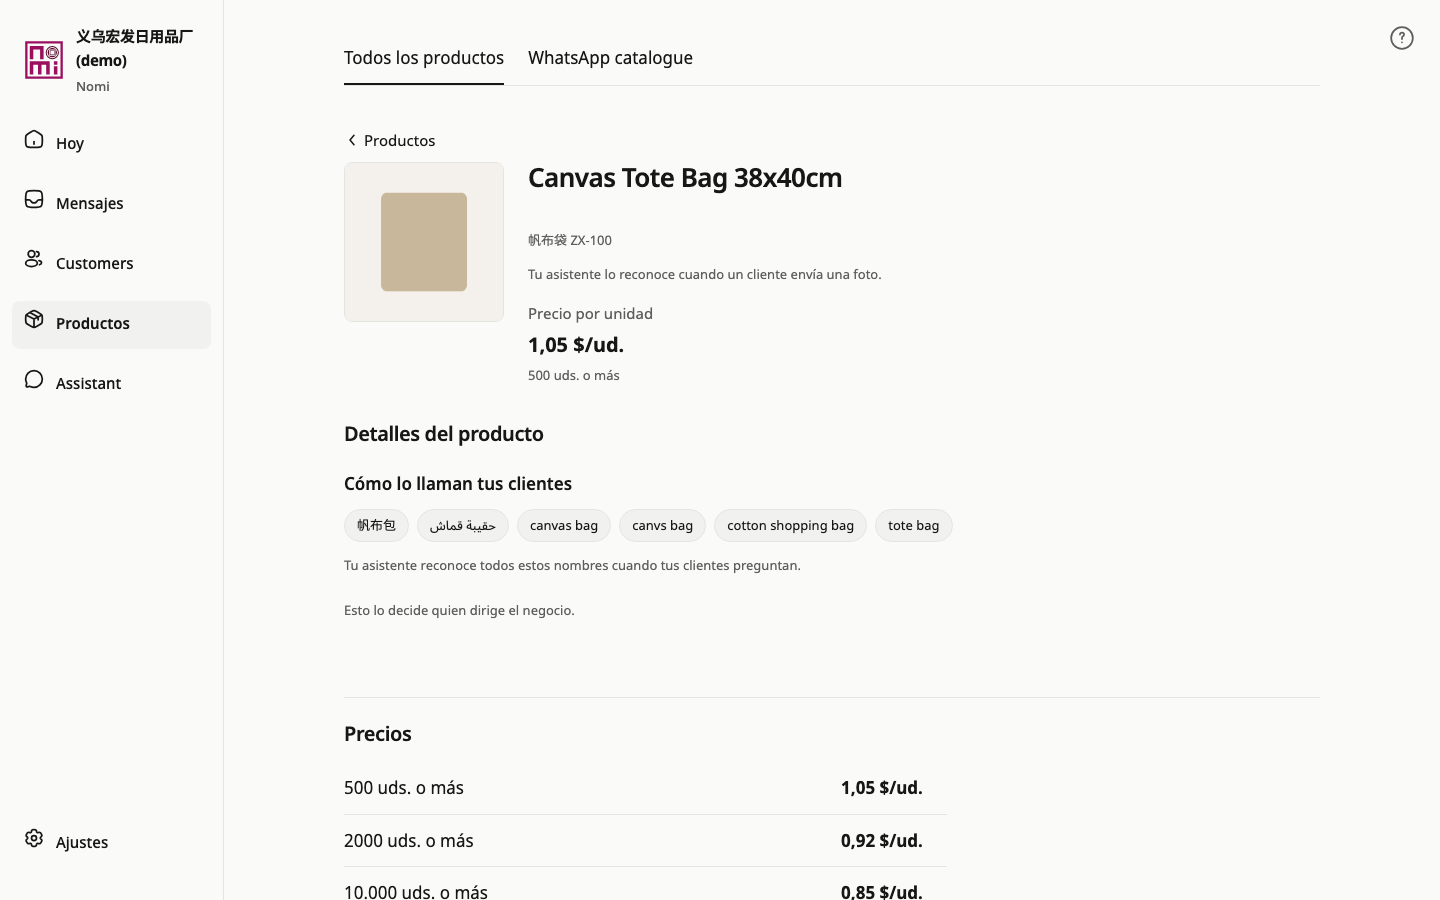 义乌宏发日用品厂
(demo)
Nomi
Hoy
Mensajes
Customers
Productos
Assistant
Ajustes
Todos los productos
WhatsApp catalogue
Productos
Canvas Tote Bag 38x40cm
帆布袋 ZX-100
Tu asistente lo reconoce cuando un cliente envía una foto.
Precio por unidad
1,05 $/ud.
500 uds. o más
Detalles del producto
Cómo lo llaman tus clientes
帆布包
حقيبة قماش
canvas bag
canvs bag
cotton shopping bag
tote bag
Tu asistente reconoce todos estos nombres cuando tus clientes preguntan.
Esto lo decide quien dirige el negocio.
Precios
500 uds. o más 1,05 $/ud.
2000 uds. o más 0,92 $/ud.
10.000 uds. o más 0,85 $/ud.